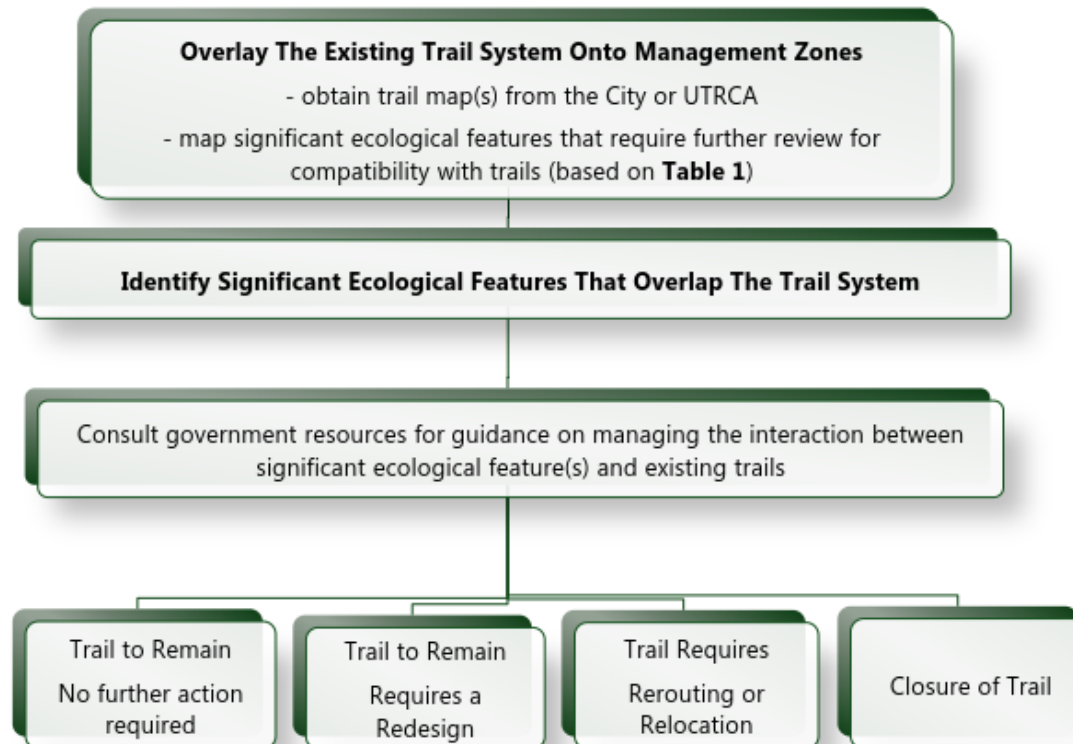 Overlay The Existing Trail System Onto Management Zones
- obtain trail map(s) from the City or UTRCA
- map significant ecological features that require further review for
compatibility with trails (based on Table 1)
Identify Significant Ecological Features That Overlap The Trail System
Consult government resources for guidance on managing the interaction between
significant ecological feature(s) and existing trails
Trail to Remain
No further action
required
Trail to Remain
Requires a
Redesign
Trail Requires
Rerouting or
Relocation
Closure of Trail